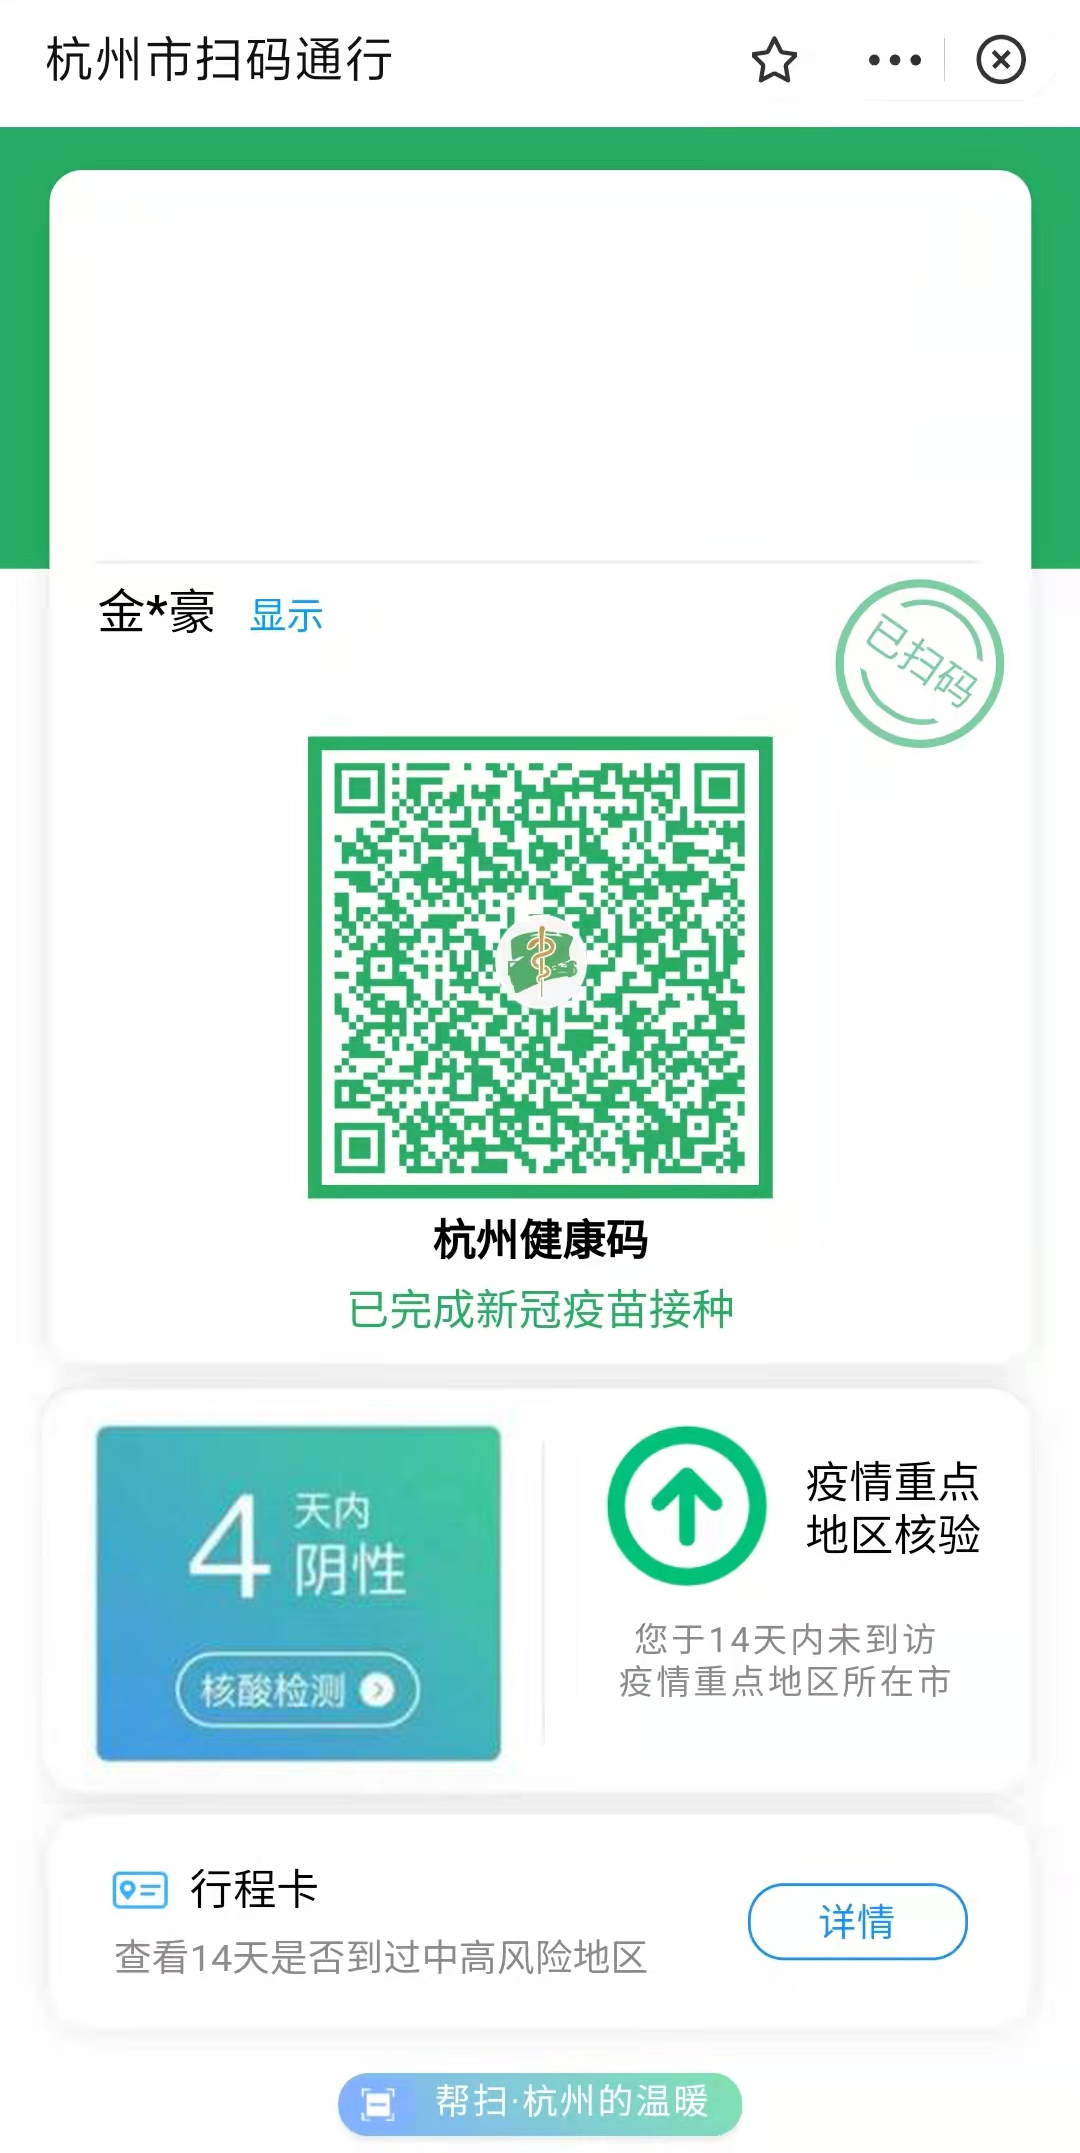 杭州市扫码通行
金*豪 显示
已扫码
杭州健康码
已完成新冠疫苗接种
4 天内
阴性
核酸检测
疫情重点
地区核验
您于14天内未到访
疫情重点地区所在市
行程卡
详情
查看14天是否到过中高风险地区
帮扫·杭州的温暖